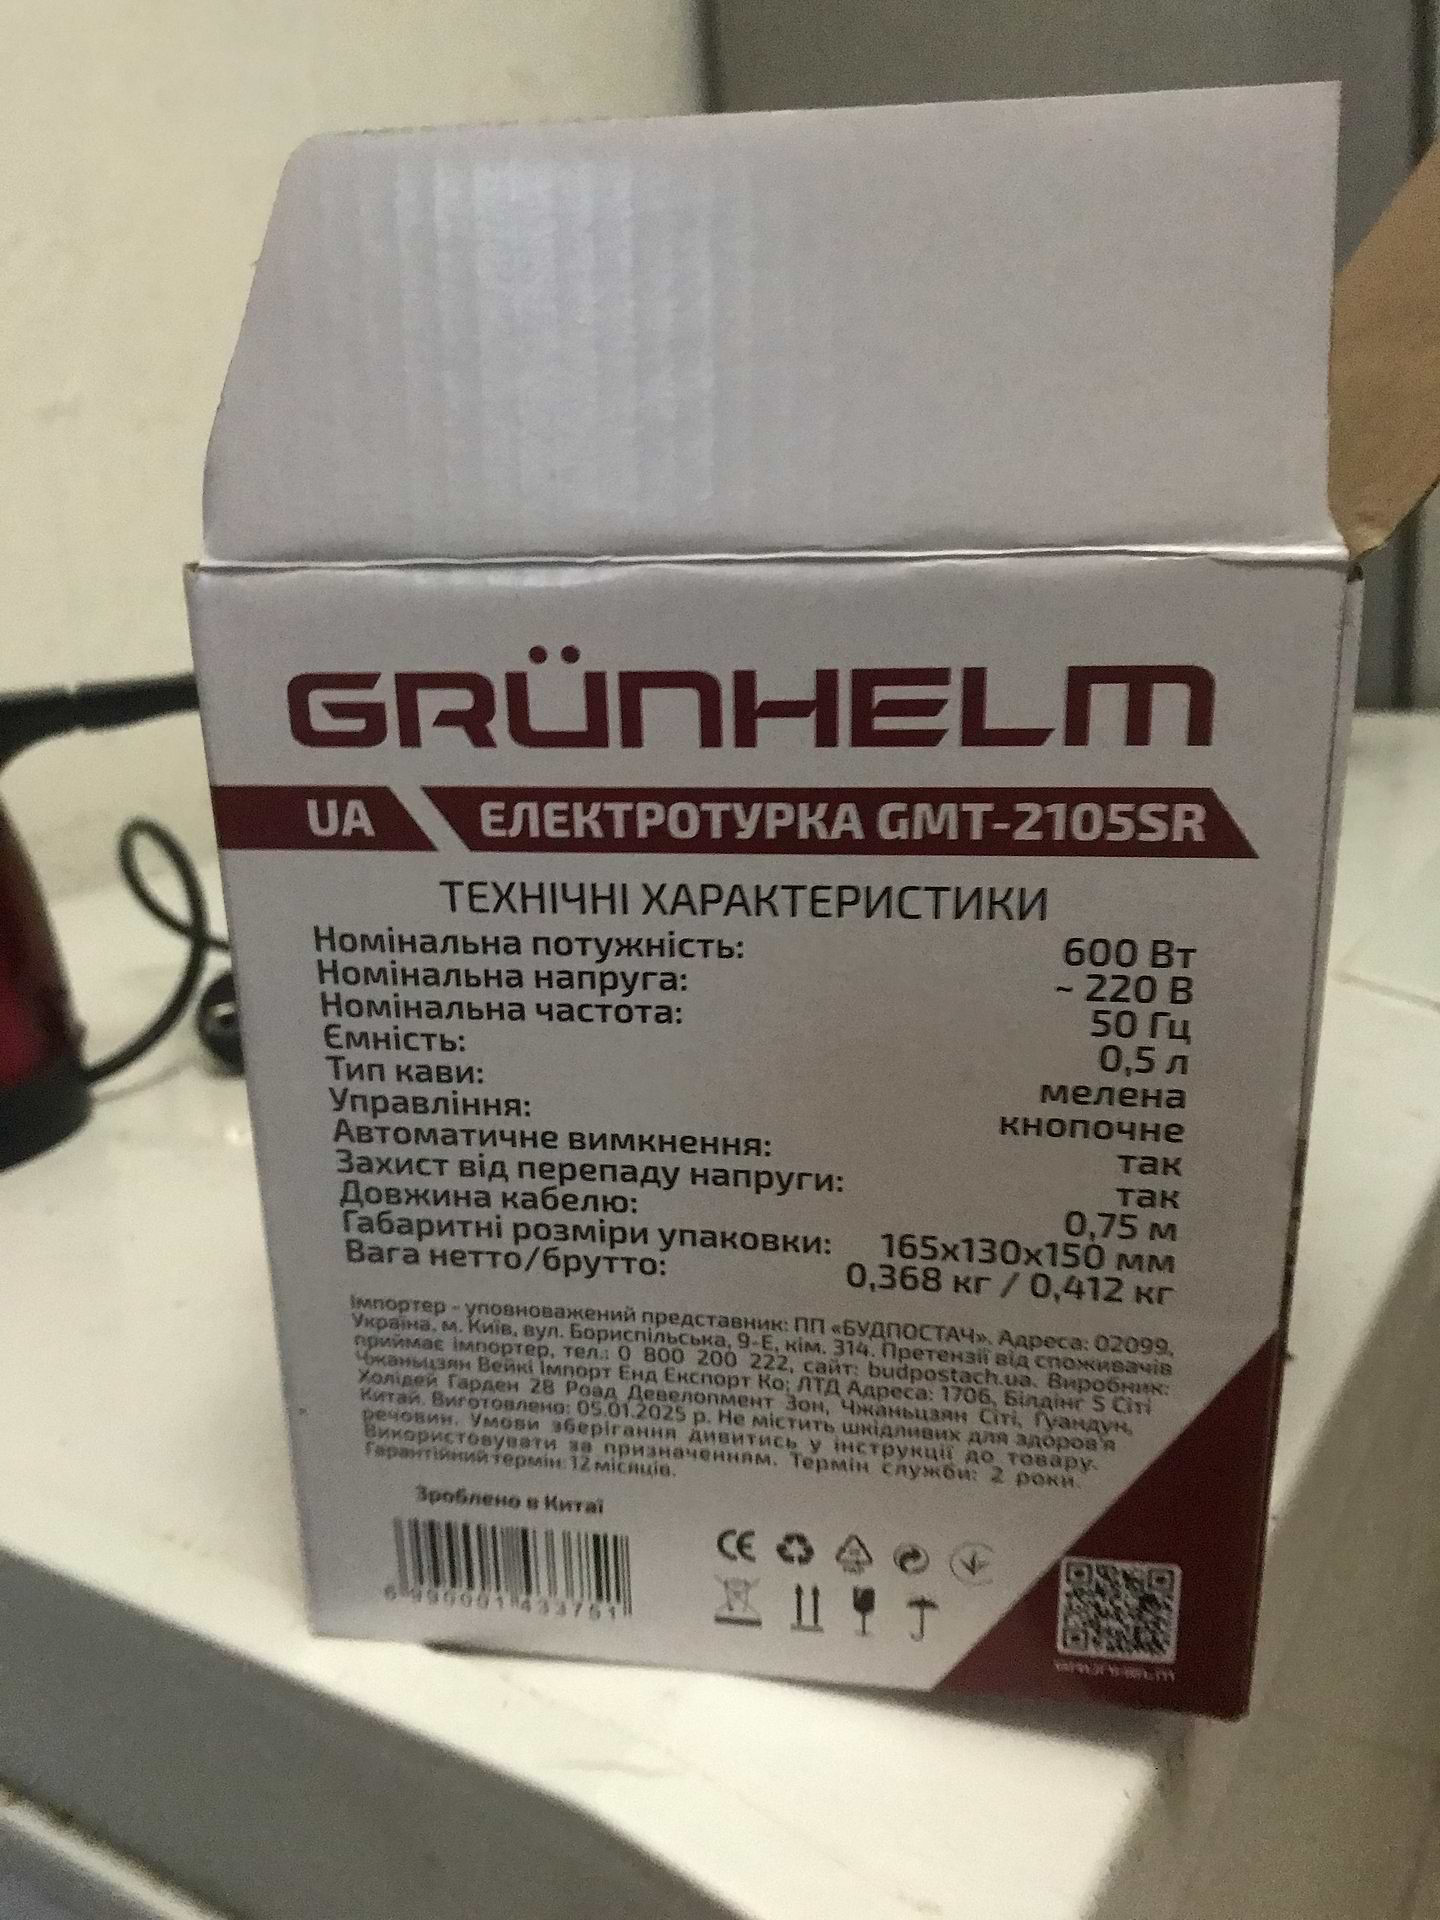 GRÜNHELM
UA ЕЛЕКТРОТУРКА GMT-2105SR
ТЕХНІЧНІ ХАРАКТЕРИСТИКИ
Номінальна потужність: 600 Вт
Номінальна напруга: ~ 220 В
Номінальна частота: 50 Гц
Ємність: 0,5 л
Тип кави: мелена
Управління: кнопочне
Автоматичне вимкнення: так
Захист від перепаду напруги: так
Довжина кабелю: 0,75 м
Габаритні розміри упаковки: 165х130х150 мм
Вага нетто/брутто: 0,368 кг / 0,412 кг
Імпортер - уповноважений представник: ПП «БУДПОСТАЧ». Адреса: 02099,
Україна, м. Київ, вул. Бориспільська, 9-Е, кім. 314. Претензії від споживачів
приймає імпортер, тел.: 0 800 200 222, сайт: budpostach.ua. Виробник:
Чжаньцзян Вейкі Імпорт Енд Експорт Ко; ЛТД Адреса: 1706, Білдінг 5 Сіті
Холідей Гарден 28 Роад Девелопмент Зон, Чжаньцзян Сіті, Гуандун,
Китай. Виготовлено: 05.01.2025 р. Не містить шкідливих для здоров'я
речовин. Умови зберігання дивитись у інструкції до товару.
Використовувати за призначенням. Термін служби: 2 роки.
Гарантійний термін: 12 місяців.
Зроблено в Китаї
CE
6 990001 433751
GRÜNHELM